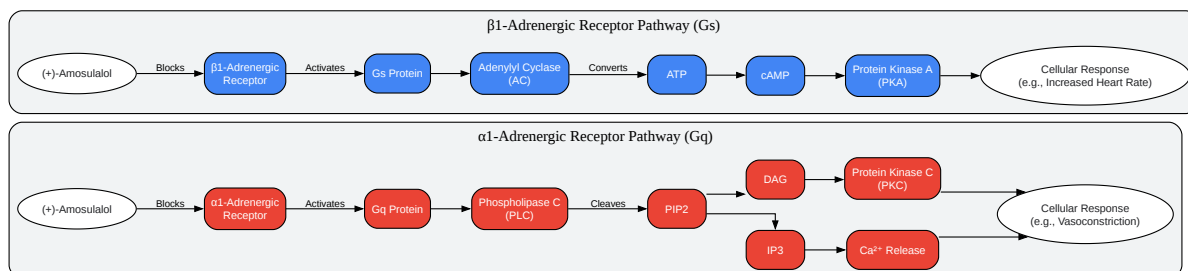 β1-Adrenergic Receptor Pathway (Gs)
(+)-Amosulalol
Blocks
β1-Adrenergic
Receptor
Activates
Gs Protein
Adenylyl Cyclase
(AC)
Converts
ATP
cAMP
Protein Kinase A
(PKA)
Cellular Response
(e.g., Increased Heart Rate)
α1-Adrenergic Receptor Pathway (Gq)
(+)-Amosulalol
Blocks
α1-Adrenergic
Receptor
Activates
Gq Protein
Phospholipase C
(PLC)
Cleaves
PIP2
DAG
Protein Kinase C
(PKC)
IP3
Ca²⁺ Release
Cellular Response
(e.g., Vasoconstriction)